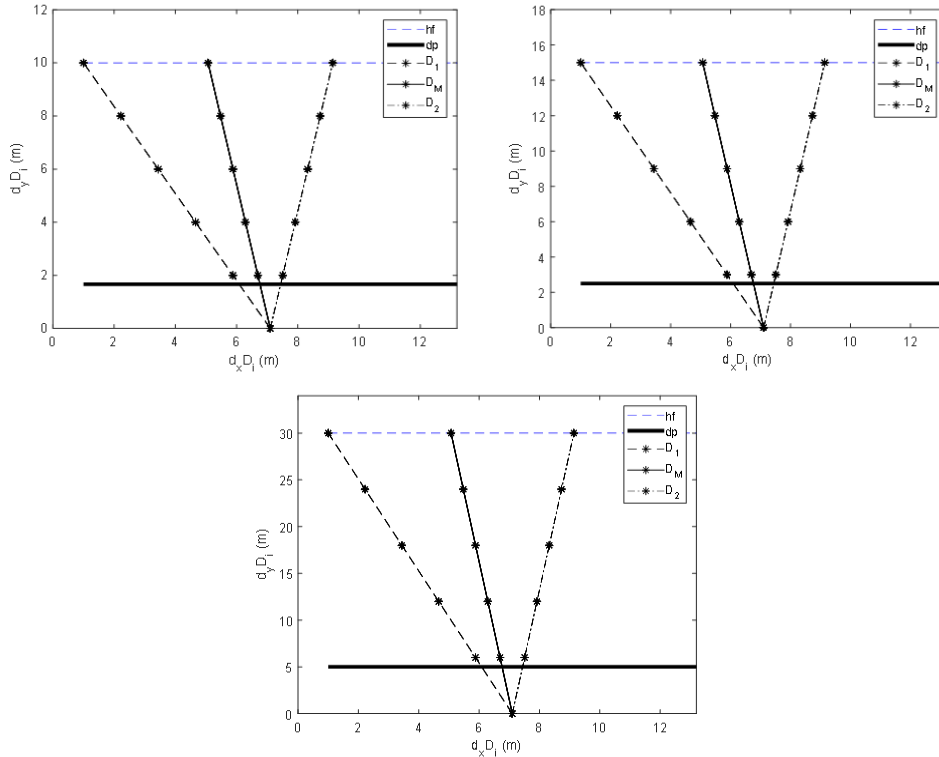 12
10
8
6
4
2
0
d_yD_i (m)
0 2 4 6 8 10 12
d_xD_i (m)
hf
dp
D_1
D_M
D_2
18
16
14
12
10
8
6
4
2
0
d_yD_i (m)
0 2 4 6 8 10 12
d_xD_i (m)
hf
dp
D_1
D_M
D_2
30
25
20
15
10
5
0
d_yD_i (m)
0 2 4 6 8 10 12
d_xD_i (m)
hf
dp
D_1
D_M
D_2